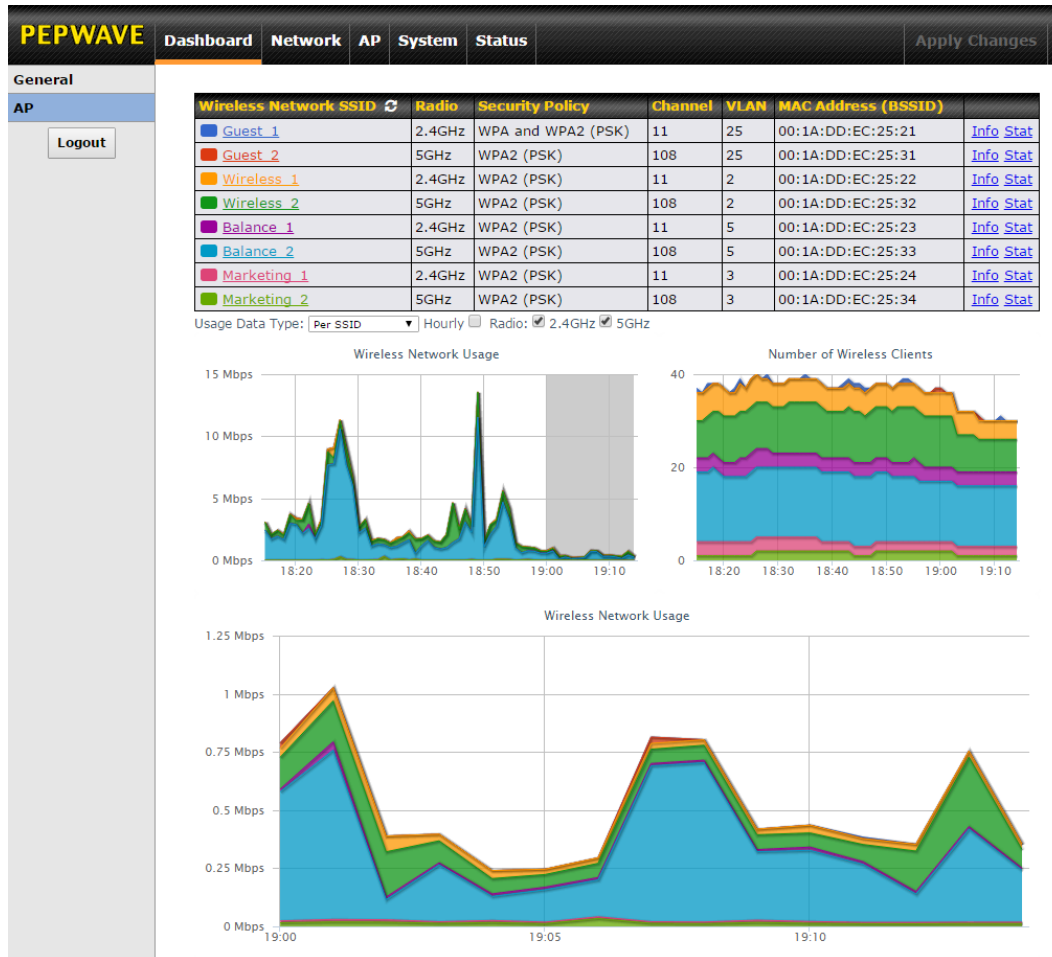 PEPWAVE
Dashboard Network AP System Status Apply Changes
General
AP
Logout
Wireless Network SSID Radio Security Policy Channel VLAN MAC Address (BSSID)
Guest_1 2.4GHz WPA and WPA2 (PSK) 11 25 00:1A:DD:EC:25:21 Info Stat
Guest_2 5GHz WPA2 (PSK) 108 25 00:1A:DD:EC:25:31 Info Stat
Wireless_1 2.4GHz WPA2 (PSK) 11 2 00:1A:DD:EC:25:22 Info Stat
Wireless_2 5GHz WPA2 (PSK) 108 2 00:1A:DD:EC:25:32 Info Stat
Balance_1 2.4GHz WPA2 (PSK) 11 5 00:1A:DD:EC:25:23 Info Stat
Balance_2 5GHz WPA2 (PSK) 108 5 00:1A:DD:EC:25:33 Info Stat
Marketing_1 2.4GHz WPA2 (PSK) 11 3 00:1A:DD:EC:25:24 Info Stat
Marketing_2 5GHz WPA2 (PSK) 108 3 00:1A:DD:EC:25:34 Info Stat
Usage Data Type: Per SSID Hourly Radio: 2.4GHz 5GHz
Wireless Network Usage
15 Mbps
10 Mbps
5 Mbps
0 Mbps
18:20 18:30 18:40 18:50 19:00 19:10
Number of Wireless Clients
40
20
0
18:20 18:30 18:40 18:50 19:00 19:10
Wireless Network Usage
1.25 Mbps
1 Mbps
0.75 Mbps
0.5 Mbps
0.25 Mbps
0 Mbps
19:00 19:05 19:10